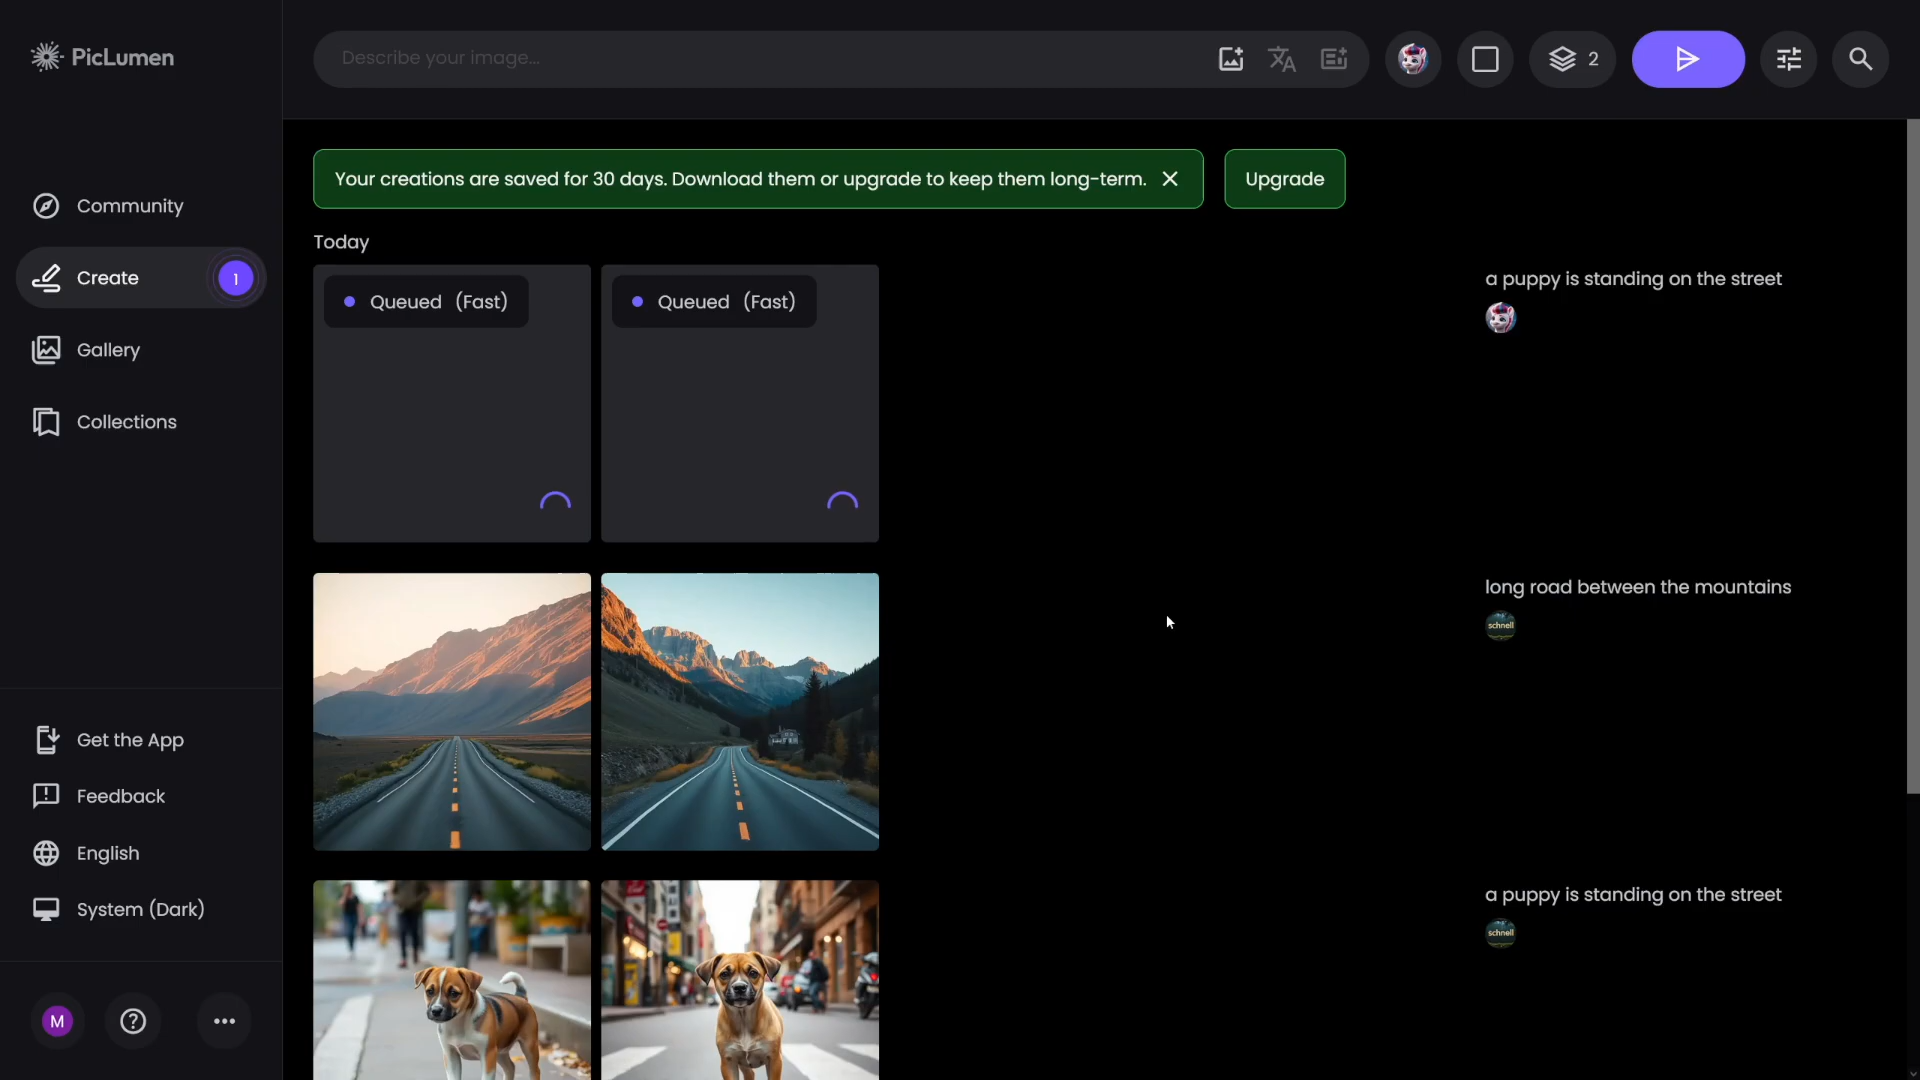 PicLumen
Describe your image...
2
Community
Create
1
Gallery
Collections
Get the App
Feedback
English
System (Dark)
M
Your creations are saved for 30 days. Download them or upgrade to keep them long-term.
Upgrade
Today
Queued (Fast)
Queued (Fast)
a puppy is standing on the street
long road between the mountains
schnell
a puppy is standing on the street
schnell